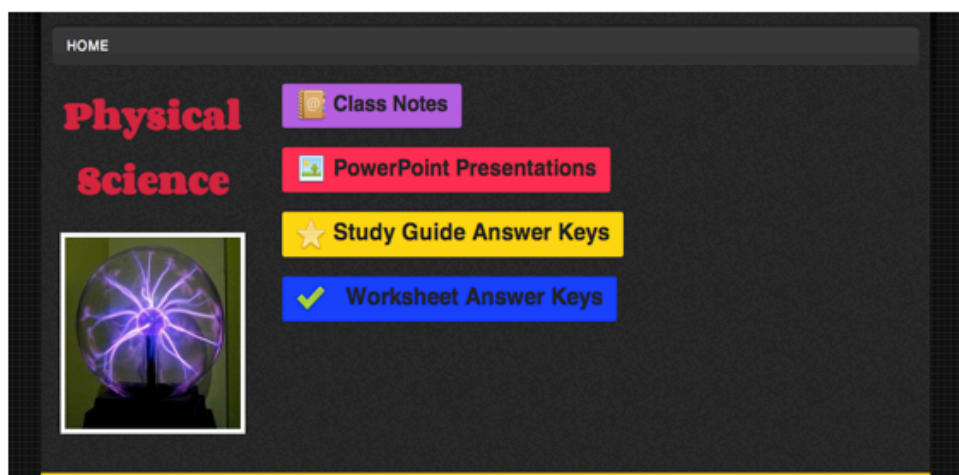 HOME
Physical
Science
Class Notes
PowerPoint Presentations
Study Guide Answer Keys
Worksheet Answer Keys